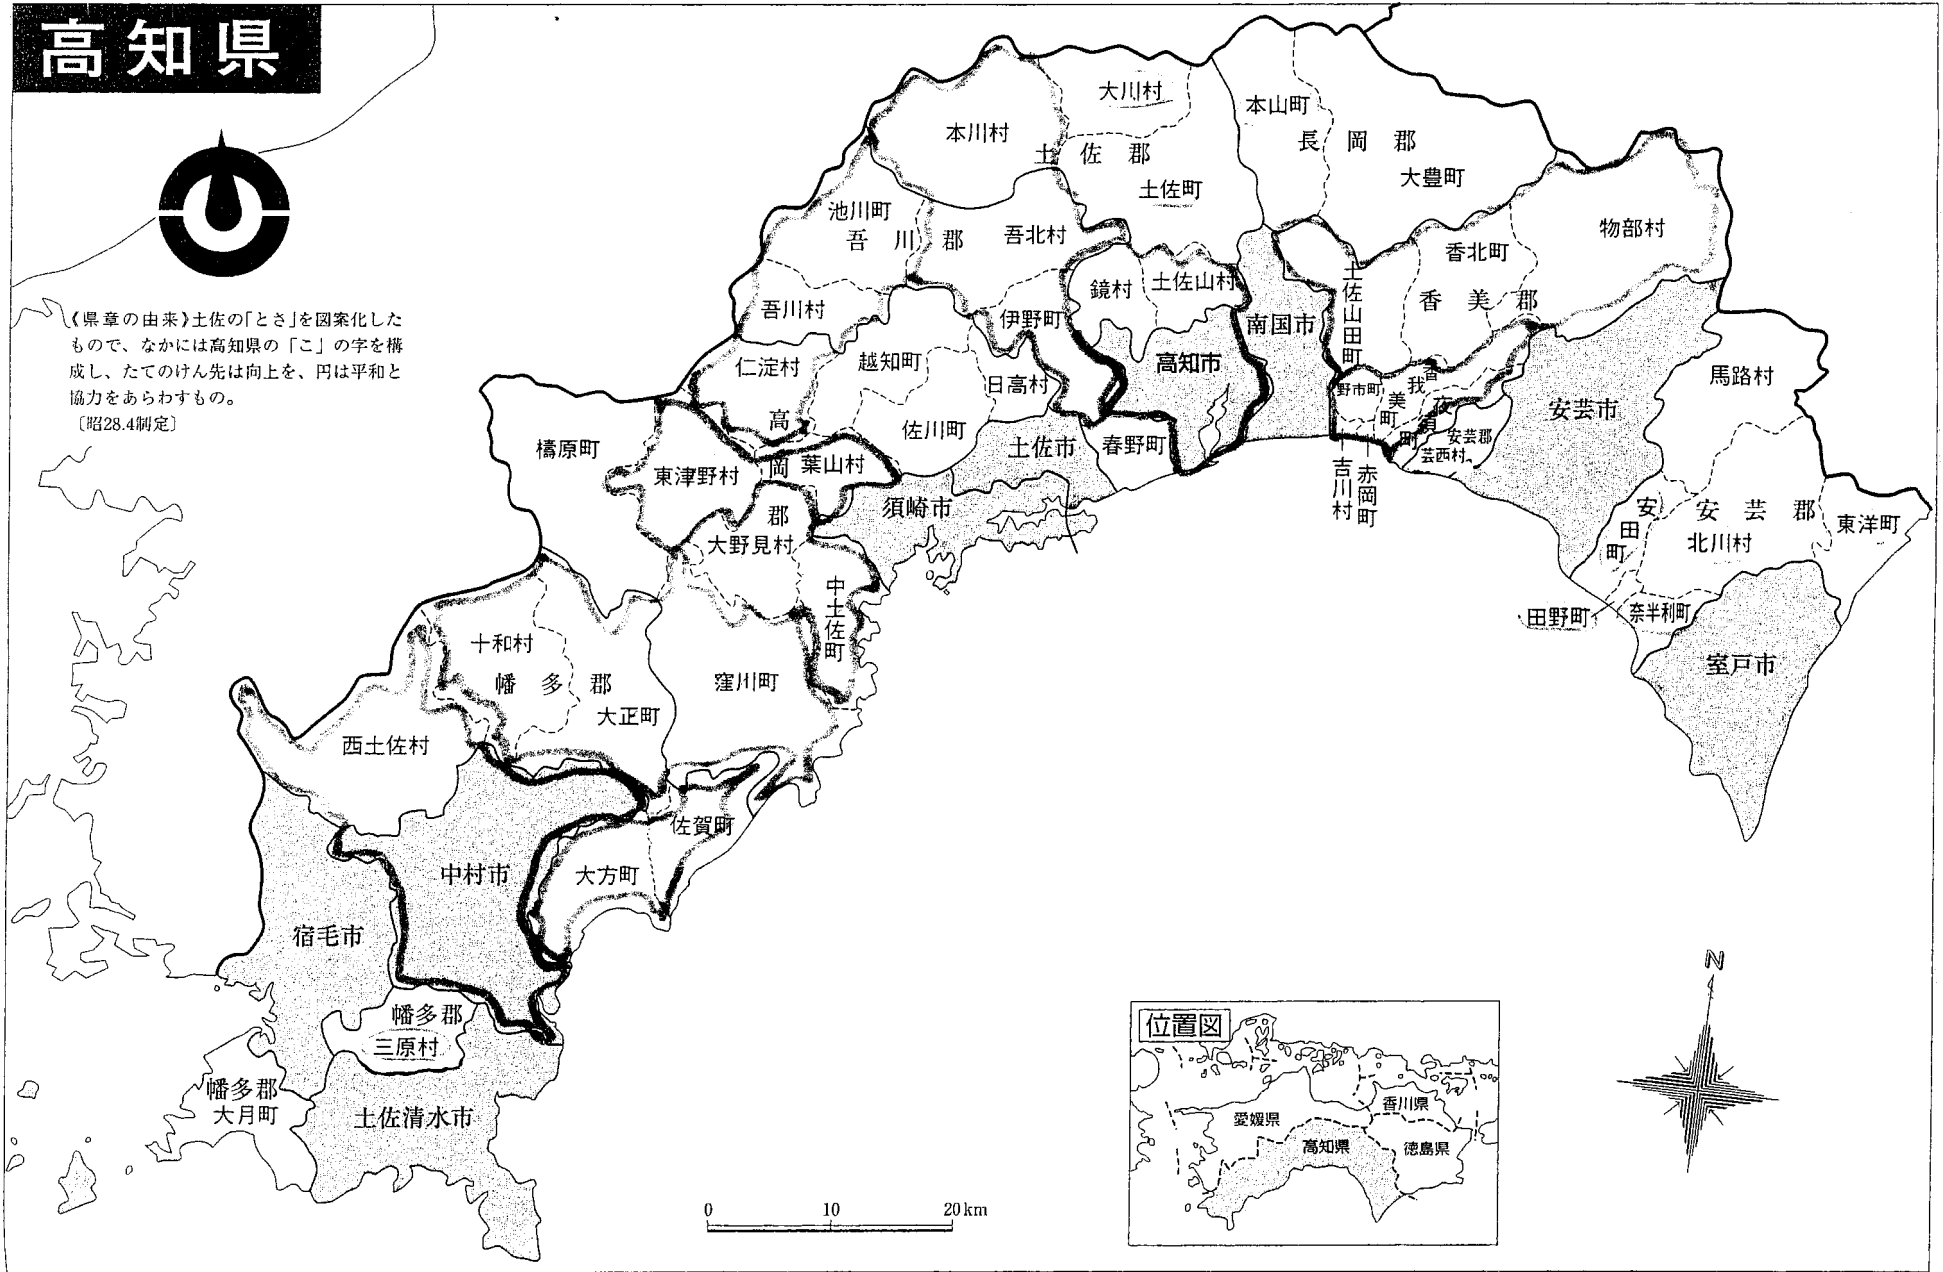 高知県
《県章の由来》土佐の「とさ」を図案化した
もので、なかには高知県の「こ」の字を構
成し、たてのけん先は向上を、円は平和と
協力をあらわすもの。
〔昭28.4制定〕
大川村
本山町
本川村
長岡郡
土佐郡
大豊町
土佐町
池川町
吾川郡
吾北村
物部村
香北町
土佐山田町
鏡村
土佐山村
香美郡
吾川村
伊野町
南国市
仁淀村
越知町
高知市
日高村
野市町
香我美町
夜須町
馬路村
安芸市
高岡郡
佐川町
檮原町
土佐市
春野町
安芸郡
芸西村
東津野村
葉山村
吉川村
赤岡町
須崎市
安田町
安芸郡
東洋町
北川村
大野見村
中土佐町
田野町
奈半利町
十和村
幡多郡
窪川町
室戸市
大正町
西土佐村
佐賀町
中村市
大方町
宿毛市
幡多郡
三原村
幡多郡
大月町
土佐清水市
位置図
愛媛県
香川県
高知県
徳島県
N
0 10 20km